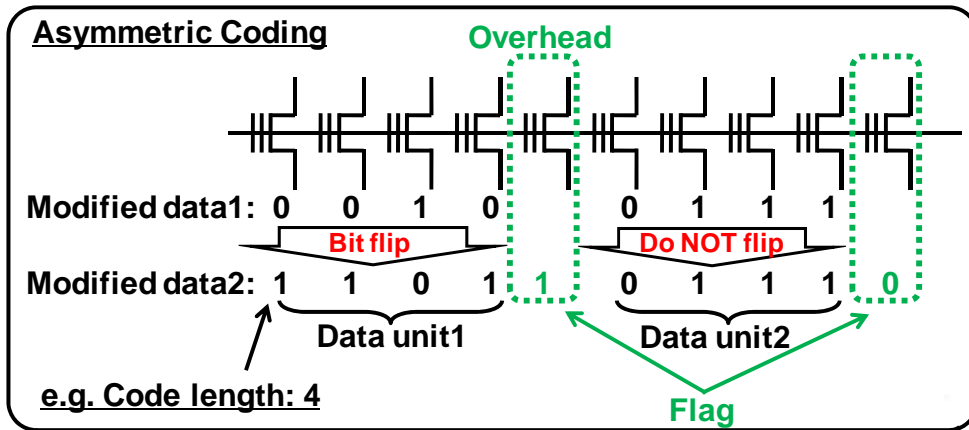 Asymmetric Coding
Overhead
Modified data1: 0 0 1 0 0 1 1 1
Bit flip Do NOT flip
Modified data2: 1 1 0 1 1 0 1 1 1 0
Data unit1 Data unit2
e.g. Code length: 4
Flag